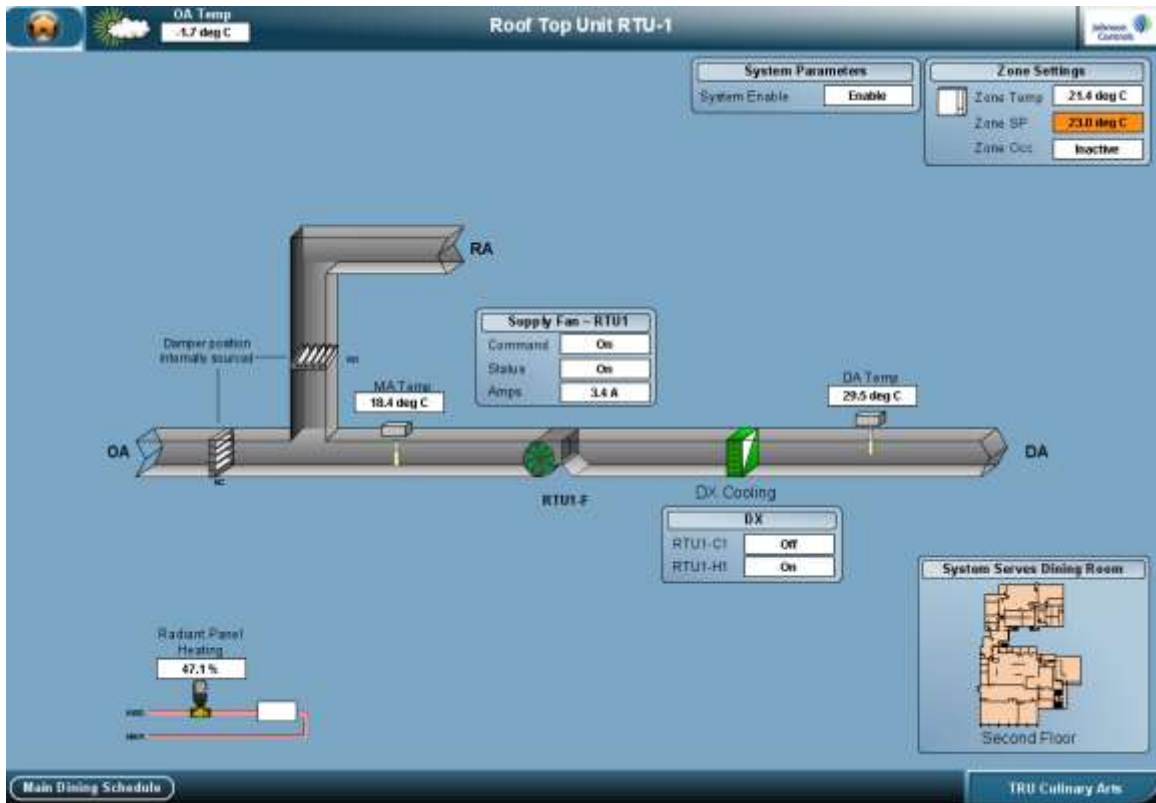 OA Temp
-1.7 deg C
Roof Top Unit RTU-1
Johnson
Controls
System Parameters
System Enable
Enable
Zone Settings
Zone Temp
21.4 deg C
Zone SP
23.0 deg C
Zone Occ
Inactive
RA
Damper position
internally sourced
NO
Supply Fan – RTU1
Command
On
Status
On
Amps
3.4 A
MA Temp
18.4 deg C
DA Temp
29.5 deg C
OA
NC
RTU1-F
DA
DX Cooling
DX
RTU1-C1
Off
RTU1-H1
On
System Serves Dining Room
Second Floor
Radiant Panel
Heating
47.1 %
Main Dining Schedule
TRU Culinary Arts